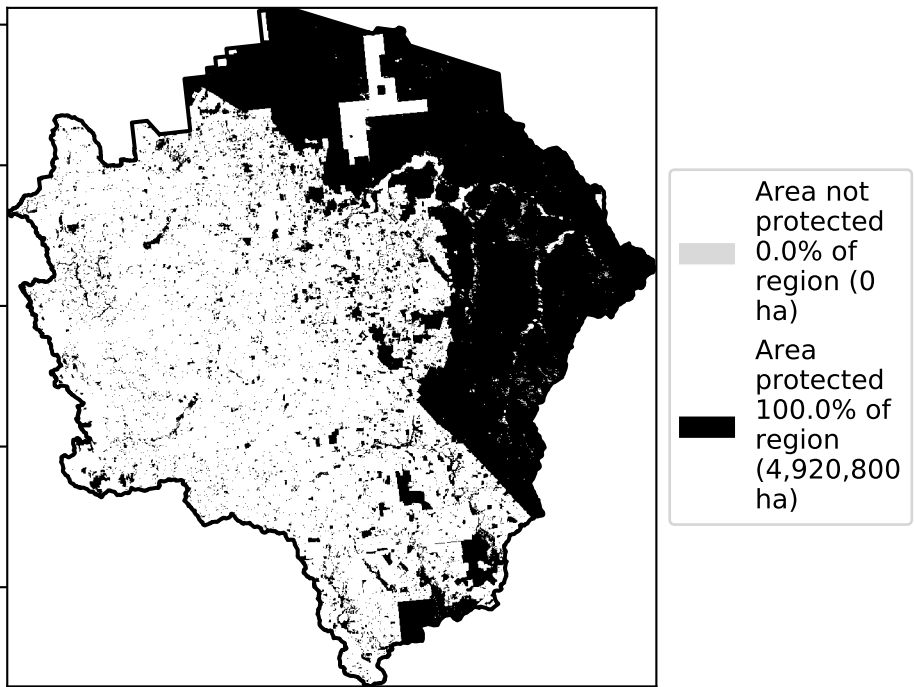 Area not
protected
0.0% of
region (0
ha)
Area
protected
100.0% of
region
(4,920,800
ha)